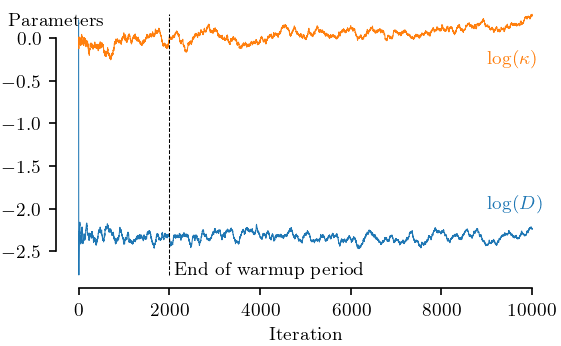 Parameters
0.0
−0.5
−1.0
−1.5
−2.0
−2.5
log(κ)
log(D)
End of warmup period
0 2000 4000 6000 8000 10000
Iteration